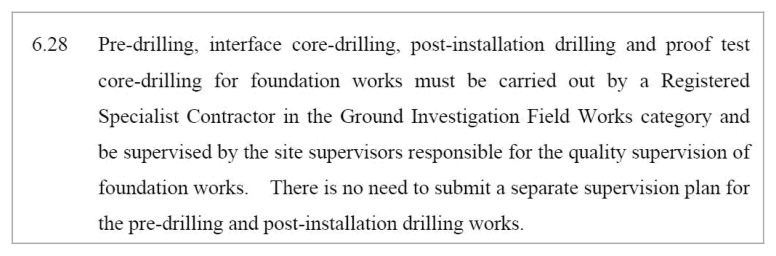 6.28 Pre-drilling, interface core-drilling, post-installation drilling and proof test
core-drilling for foundation works must be carried out by a Registered
Specialist Contractor in the Ground Investigation Field Works category and
be supervised by the site supervisors responsible for the quality supervision of
foundation works. There is no need to submit a separate supervision plan for
the pre-drilling and post-installation drilling works.